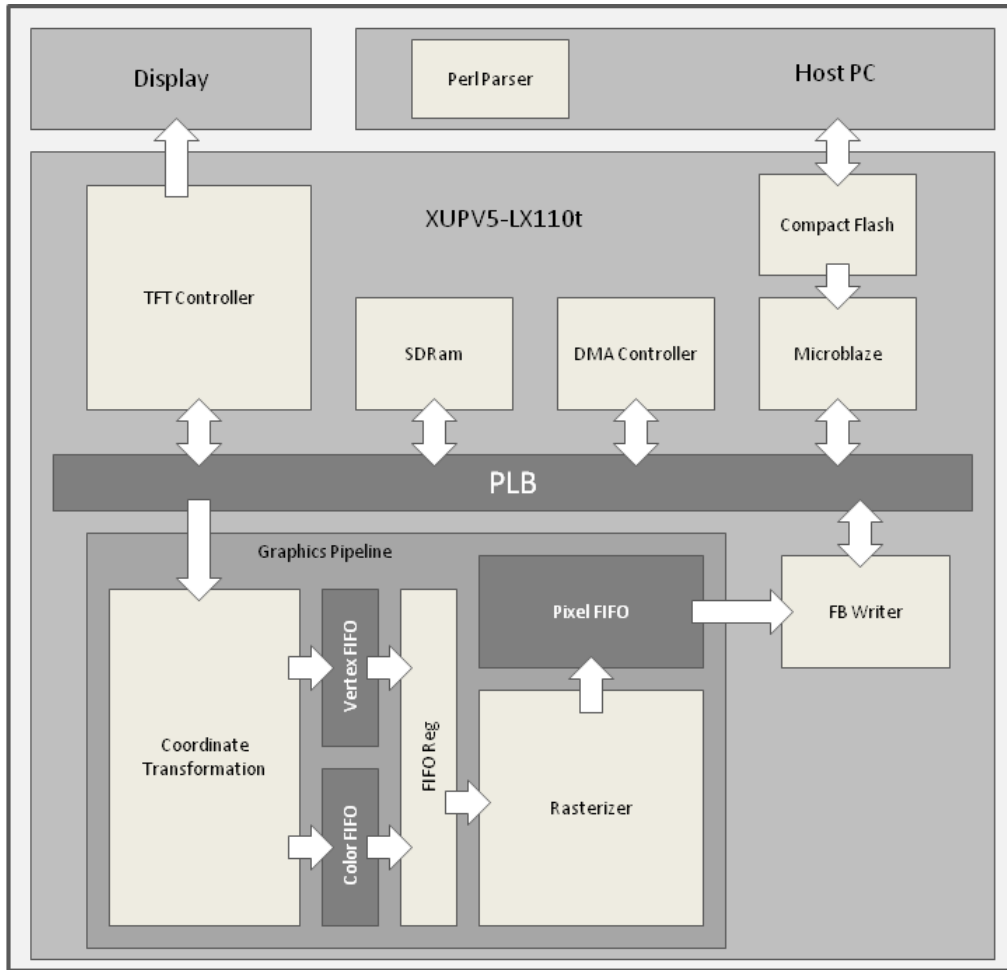 Display
Perl Parser
Host PC
XUPV5-LX110t
Compact Flash
TFT Controller
SDRam
DMA Controller
Microblaze
PLB
Graphics Pipeline
Pixel FIFO
FB Writer
Vertex FIFO
Coordinate
Transformation
FIFO Reg
Rasterizer
Color FIFO